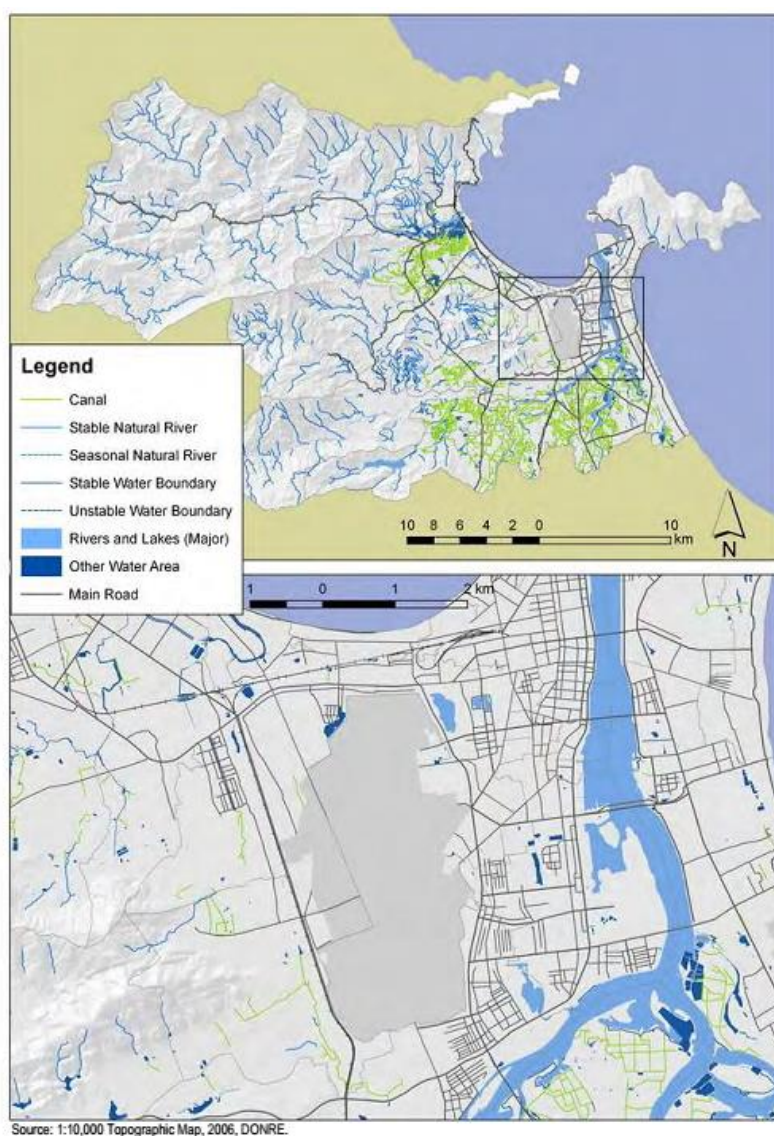 Legend
Canal
Stable Natural River
Seasonal Natural River
Stable Water Boundary
Unstable Water Boundary
Rivers and Lakes (Major)
Other Water Area
Main Road
10 8 6 4 2 0 10
km
N
1 0 1 2 km
Source: 1:10,000 Topographic Map, 2006, DONRE.